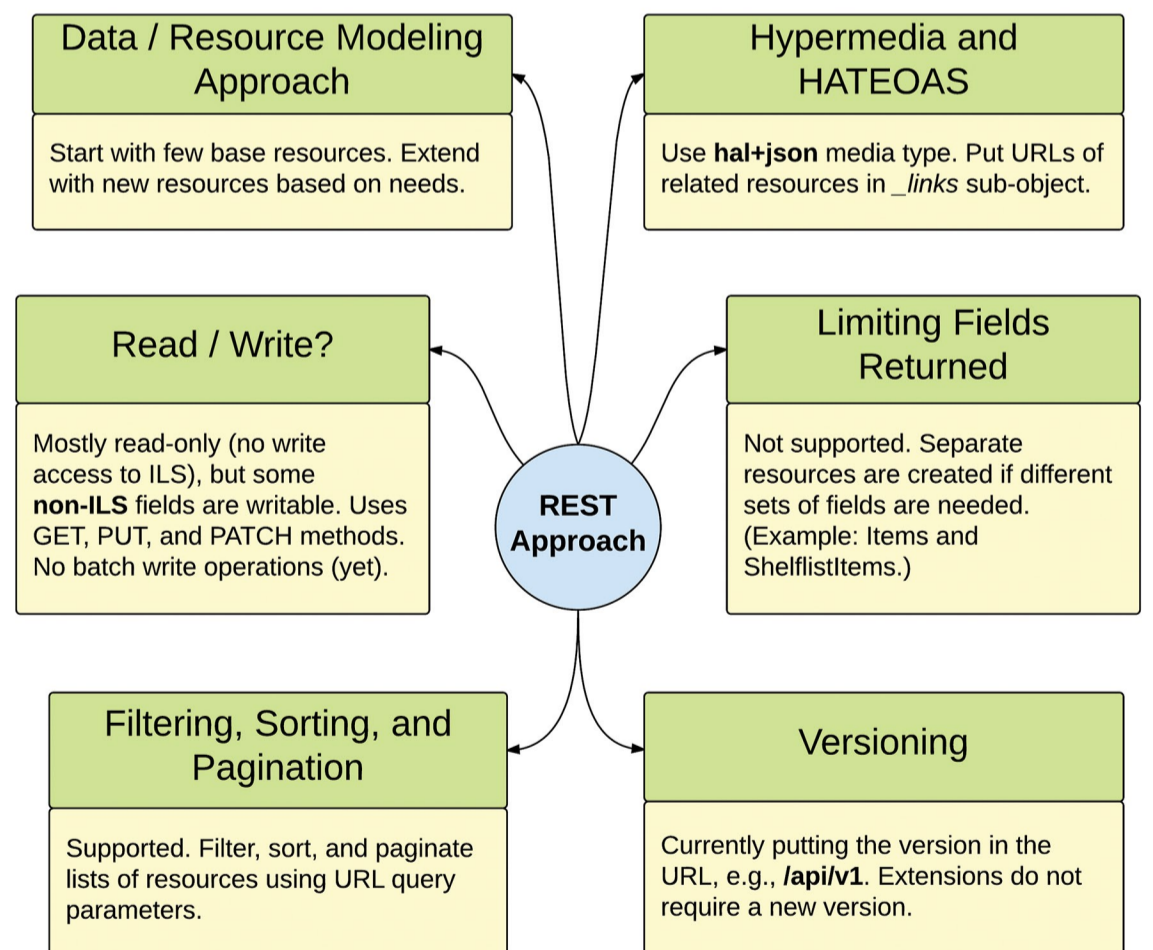 Data / Resource Modeling
Approach
Start with few base resources. Extend
with new resources based on needs.
Hypermedia and
HATEOAS
Use hal+json media type. Put URLs of
related resources in _links sub-object.
Read / Write?
Mostly read-only (no write
access to ILS), but some
non-ILS fields are writable. Uses
GET, PUT, and PATCH methods.
No batch write operations (yet).
Limiting Fields
Returned
Not supported. Separate
resources are created if different
sets of fields are needed.
(Example: Items and
ShelflistItems.)
REST
Approach
Filtering, Sorting, and
Pagination
Supported. Filter, sort, and paginate
lists of resources using URL query
parameters.
Versioning
Currently putting the version in the
URL, e.g., /api/v1. Extensions do not
require a new version.